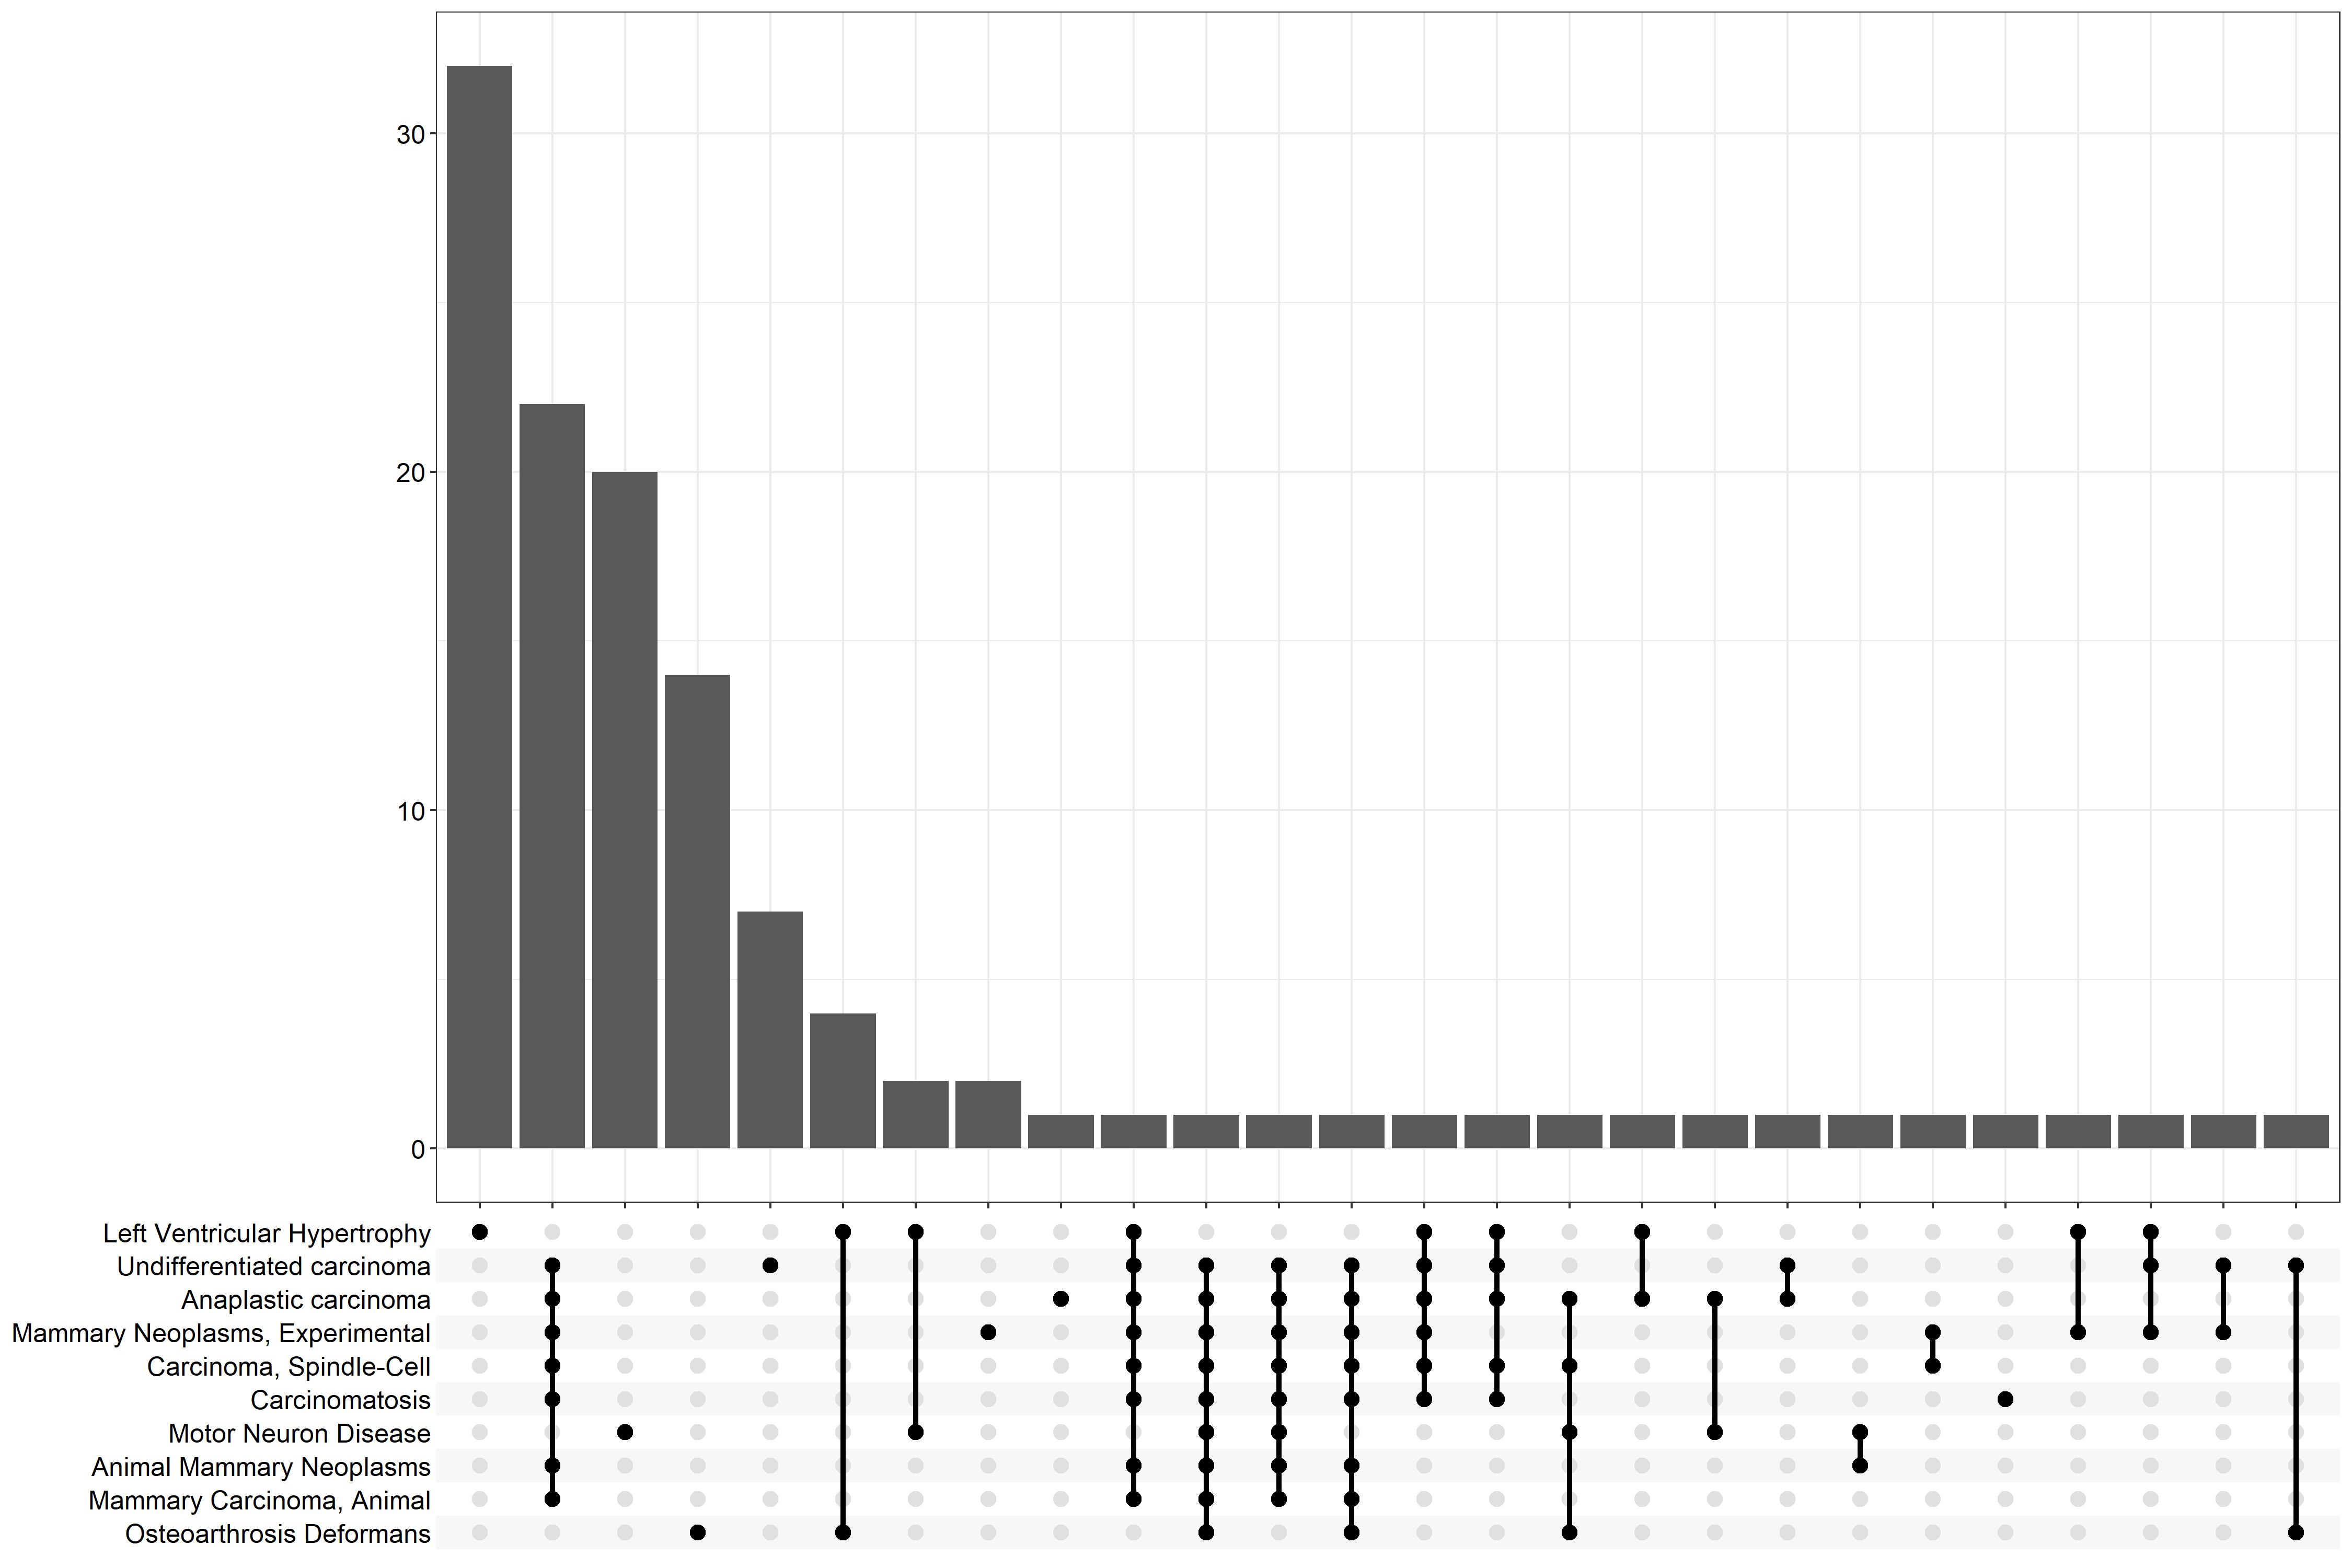 30
20
10
0
Left Ventricular Hypertrophy
Undifferentiated carcinoma
Anaplastic carcinoma
Mammary Neoplasms, Experimental
Carcinoma, Spindle-Cell
Carcinomatosis
Motor Neuron Disease
Animal Mammary Neoplasms
Mammary Carcinoma, Animal
Osteoarthrosis Deformans